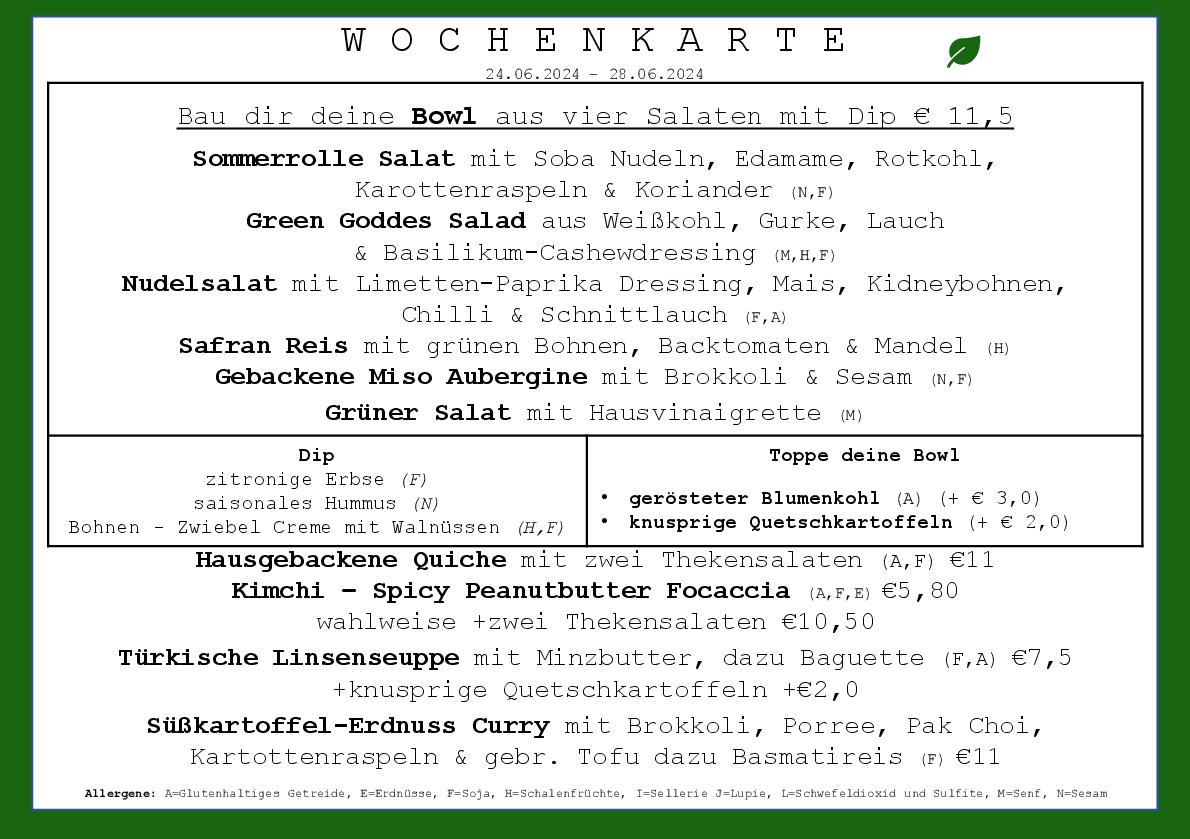 WOCHENKARTE
24.06.2024 – 28.06.2024
Bau dir deine Bowl aus vier Salaten mit Dip € 11,5
Sommerrolle Salat mit Soba Nudeln, Edamame, Rotkohl,
Karottenraspeln & Koriander (N,F)
Green Goddes Salad aus Weißkohl, Gurke, Lauch
& Basilikum-Cashewdressing (M,H,F)
Nudelsalat mit Limetten-Paprika Dressing, Mais, Kidneybohnen,
Chilli & Schnittlauch (F,A)
Safran Reis mit grünen Bohnen, Backtomaten & Mandel (H)
Gebackene Miso Aubergine mit Brokkoli & Sesam (N,F)
Grüner Salat mit Hausvinaigrette (M)
Dip
zitronige Erbse (F)
saisonales Hummus (N)
Bohnen - Zwiebel Creme mit Walnüssen (H,F)
Toppe deine Bowl
• gerösteter Blumenkohl (A) (+ € 3,0)
• knusprige Quetschkartoffeln (+ € 2,0)
Hausgebackene Quiche mit zwei Thekensalaten (A,F) €11
Kimchi – Spicy Peanutbutter Focaccia (A,F,E) €5,80
wahlweise +zwei Thekensalaten €10,50
Türkische Linsenseuppe mit Minzbutter, dazu Baguette (F,A) €7,5
+knusprige Quetschkartoffeln +€2,0
Süßkartoffel-Erdnuss Curry mit Brokkoli, Porree, Pak Choi,
Kartottenraspeln & gebr. Tofu dazu Basmatireis (F) €11
Allergene: A=Glutenhaltiges Getreide, E=Erdnüsse, F=Soja, H=Schalenfrüchte, I=Sellerie J=Lupie, L=Schwefeldioxid und Sulfite, M=Senf, N=Sesam